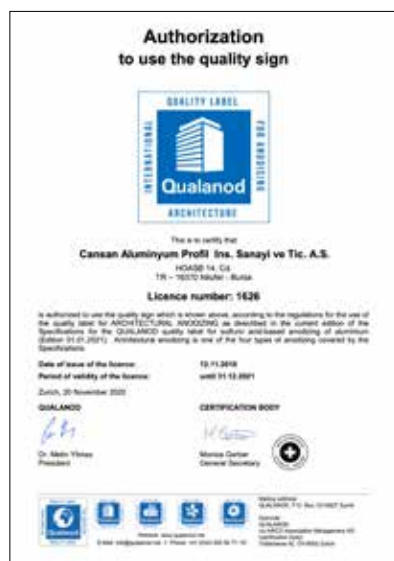 Authorization
to use the quality sign
QUALITY LABEL
INTERNATIONAL
FOR ANODISING
Qualanod
ARCHITECTURE
This is to certify that
Cansan Aluminyum Profil Ins. Sanayi ve Tic. A.S.
HOASB 14. Cd.
TR – 16370 Nilüfer - Bursa
Licence number: 1626
is authorized to use the quality sign which is shown above, according to the regulations for the use of
the quality label for ARCHITECTURAL ANODIZING as described in the current edition of the
Specifications for the QUALANOD quality label for sulfuric acid-based anodizing of aluminium
(Edition 01.01.2021). Architectural anodizing is one of the four types of anodizing covered by the
Specifications.
Date of issue of the licence:
Period of validity of the licence: until 31.12.2021
Zurich, 20 November 2020
QUALANOD CERTIFICATION BODY
President
Monica Gerber
General Secretary
QUALANOD